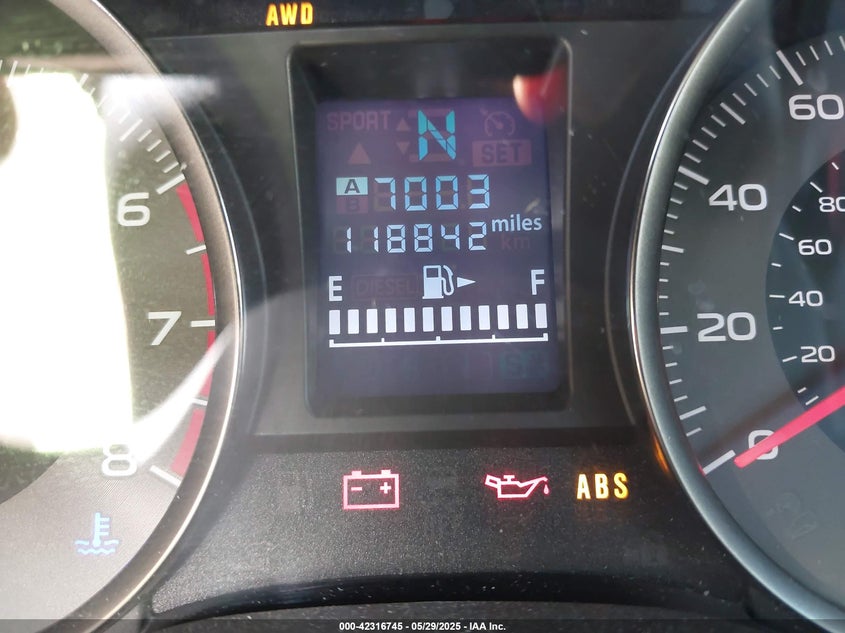 AWD
SPORT
N
SET
A 7003
B
118842 miles
km
DIESEL
E F
6
7
8
60
40
20
0
80
60
40
20
ABS
000-42316745 - 05/29/2025 - IAA Inc.